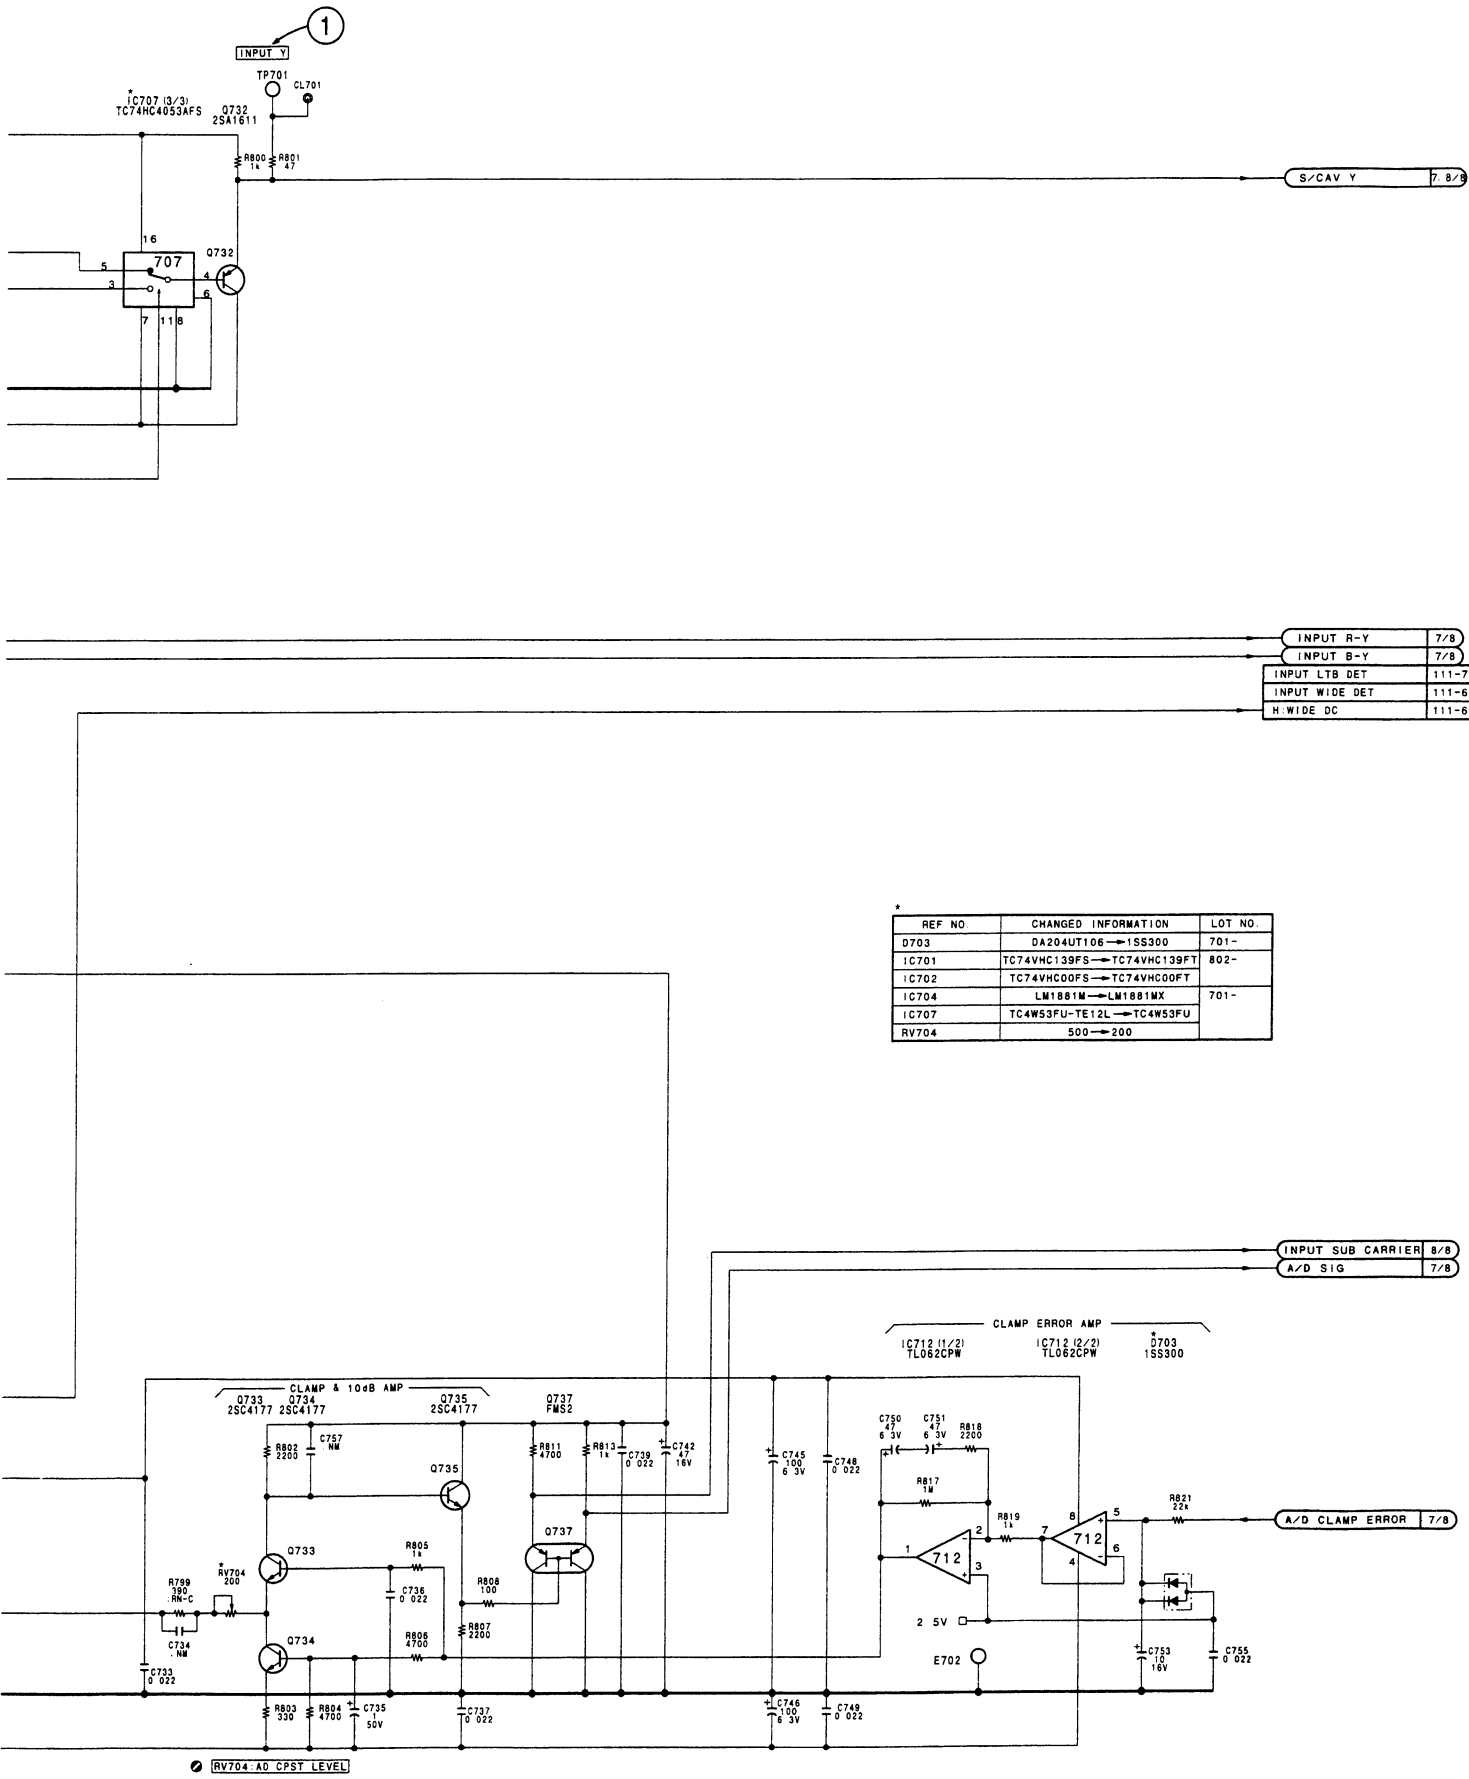 1
INPUT Y
TP701
CL701
*
IC707 (3/3)
TC74HC4053AFS
Q732
2SA1611
R800
1k
R801
47
S/CAV Y 7.8/8
16
707
Q732
5
4
3
6
7
11
8
INPUT R-Y 7/8
INPUT B-Y 7/8
INPUT LTB DET 111-7
INPUT WIDE DET 111-6
H:WIDE DC 111-6
*
REF NO. CHANGED INFORMATION LOT NO.
D703 DA204UT106→1SS300 701-
IC701 TC74VHC139FS→TC74VHC139FT 802-
IC702 TC74VHC00FS→TC74VHC00FT
IC704 LM1881M→LM1881MX 701-
IC707 TC4W53FU-TE12L→TC4W53FU
RV704 500→200
INPUT SUB CARRIER 8/8
A/D SIG 7/8
CLAMP ERROR AMP
IC712 (1/2)
TL062CPW
IC712 (2/2)
TL062CPW
*
D703
1SS300
CLAMP & 10dB AMP
Q733
2SC4177
Q734
2SC4177
Q735
2SC4177
Q737
FMS2
R802
2200
C757
:NM
Q735
R811
4700
R813
1k
C739
0.022
+
C742
47
16V
+
C745
100
6.3V
C748
0.022
C750
47
6.3V
C751
47
6.3V
R818
2200
+
+
R817
1M
R819
1k
2
1
712
3
-
+
8
5
7
712
6
4
+
-
R821
22k
A/D CLAMP ERROR 7/8
Q733
R805
1k
Q737
*
RV704
200
R799
390
:RN-C
C734
:NM
C736
0.022
R808
100
R807
2200
Q734
R806
4700
2.5V
E702
+
C753
10
16V
C755
0.022
C733
0.022
R803
330
R804
4700
+
C735
1
50V
C737
0.022
+
C746
100
6.3V
C749
0.022
RV704:AD CPST LEVEL